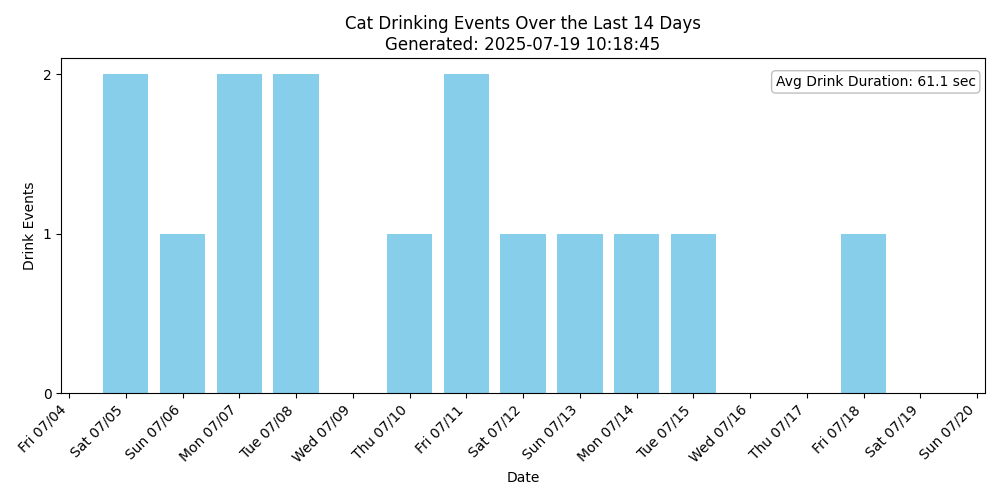 Cat Drinking Events Over the Last 14 Days
Generated: 2025-07-19 10:18:45
Avg Drink Duration: 61.1 sec
Drink Events
2
1
0
Fri 07/04
Sat 07/05
Sun 07/06
Mon 07/07
Tue 07/08
Wed 07/09
Thu 07/10
Fri 07/11
Sat 07/12
Sun 07/13
Mon 07/14
Tue 07/15
Wed 07/16
Thu 07/17
Fri 07/18
Sat 07/19
Sun 07/20
Date